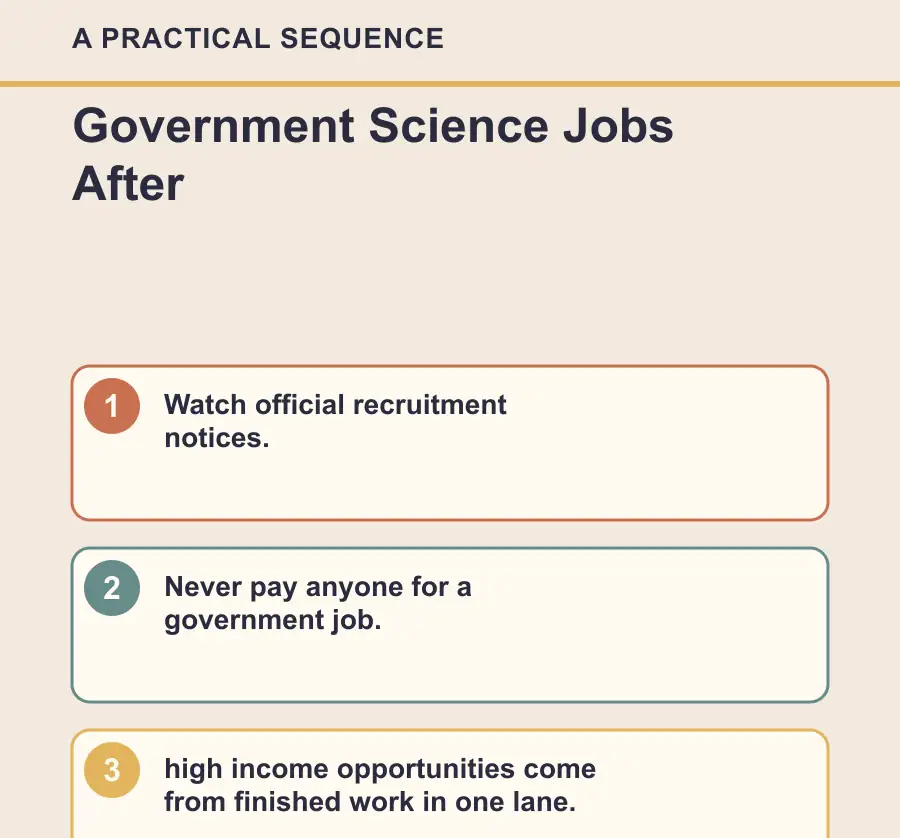 A PRACTICAL SEQUENCE
Government Science Jobs
After
1
Watch official recruitment
notices.
2
Never pay anyone for a
government job.
3
high income opportunities come
from finished work in one lane.